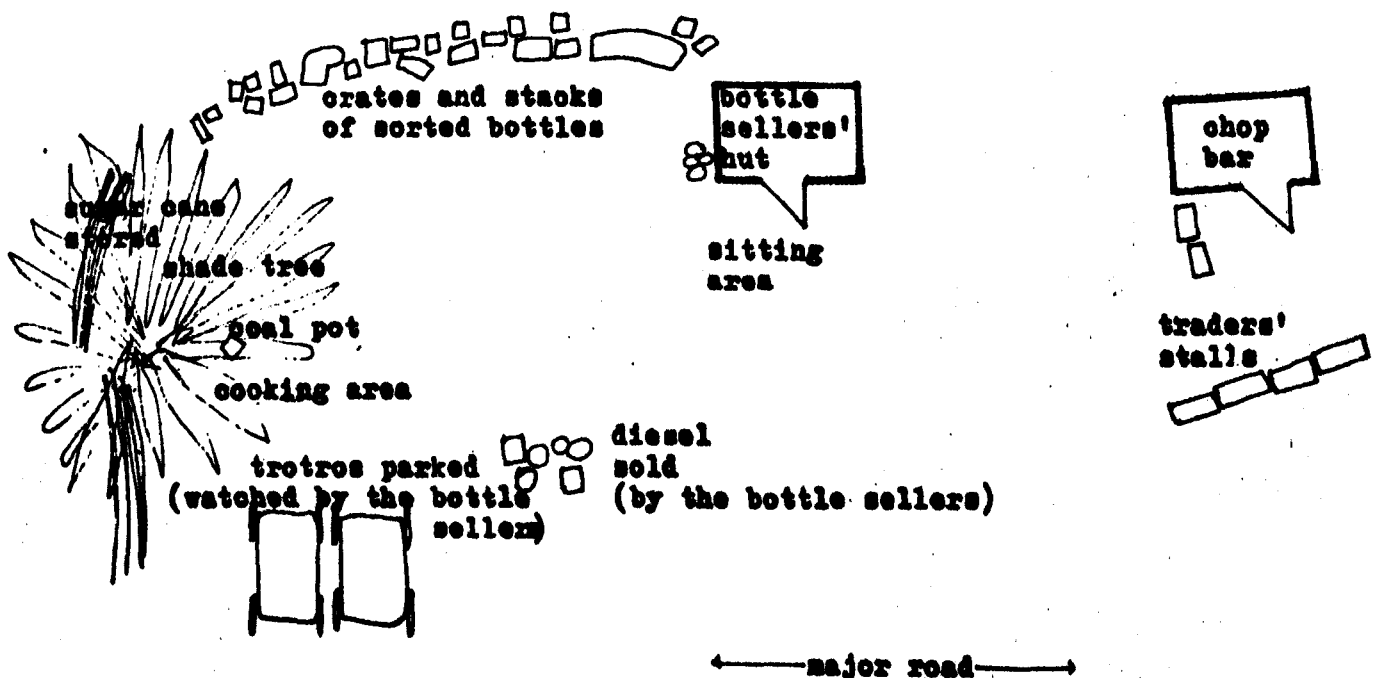 crates and stacks
of sorted bottles
bottle
sellers'
hut
chop
bar
sugar cane
stored
shade tree
sitting
area
coal pot
traders'
stalls
cooking area
diesel
sold
(by the bottle sellers)
trotros parked
(watched by the bottle
sellers)
major road